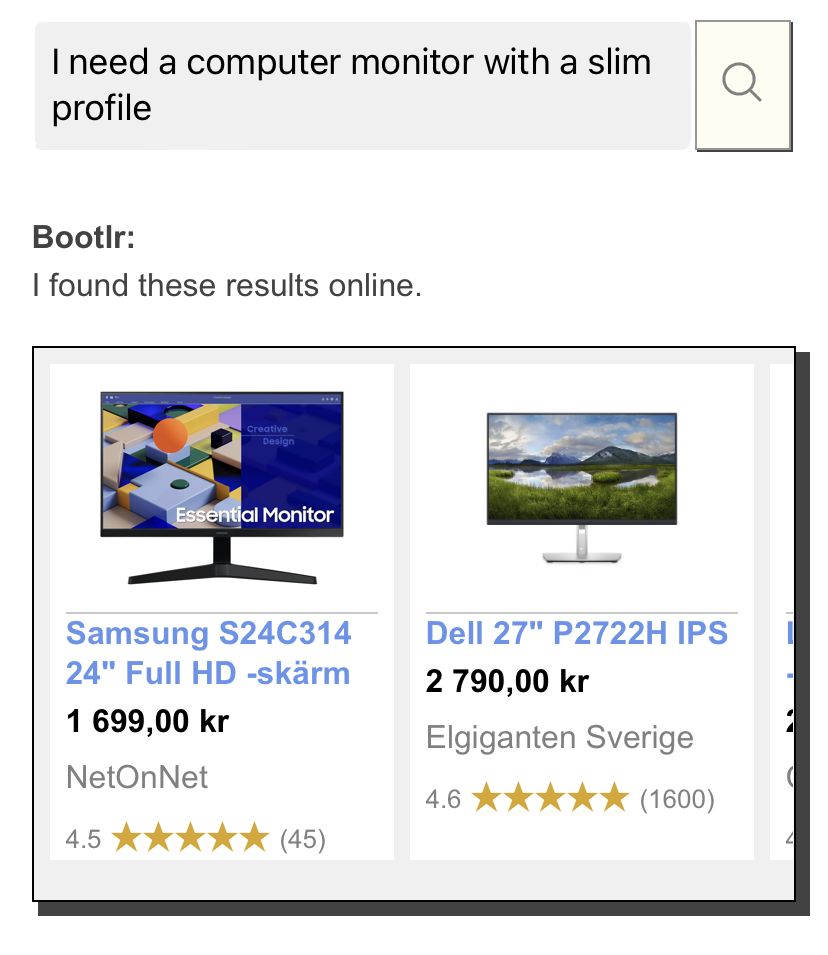 I need a computer monitor with a slim
profile
Bootlr:
I found these results online.
Creative
Design
Essential Monitor
Samsung S24C314
24" Full HD -skärm
1 699,00 kr
NetOnNet
4.5 ★★★★★ (45)
Dell 27" P2722H IPS
2 790,00 kr
Elgiganten Sverige
4.6 ★★★★★ (1600)